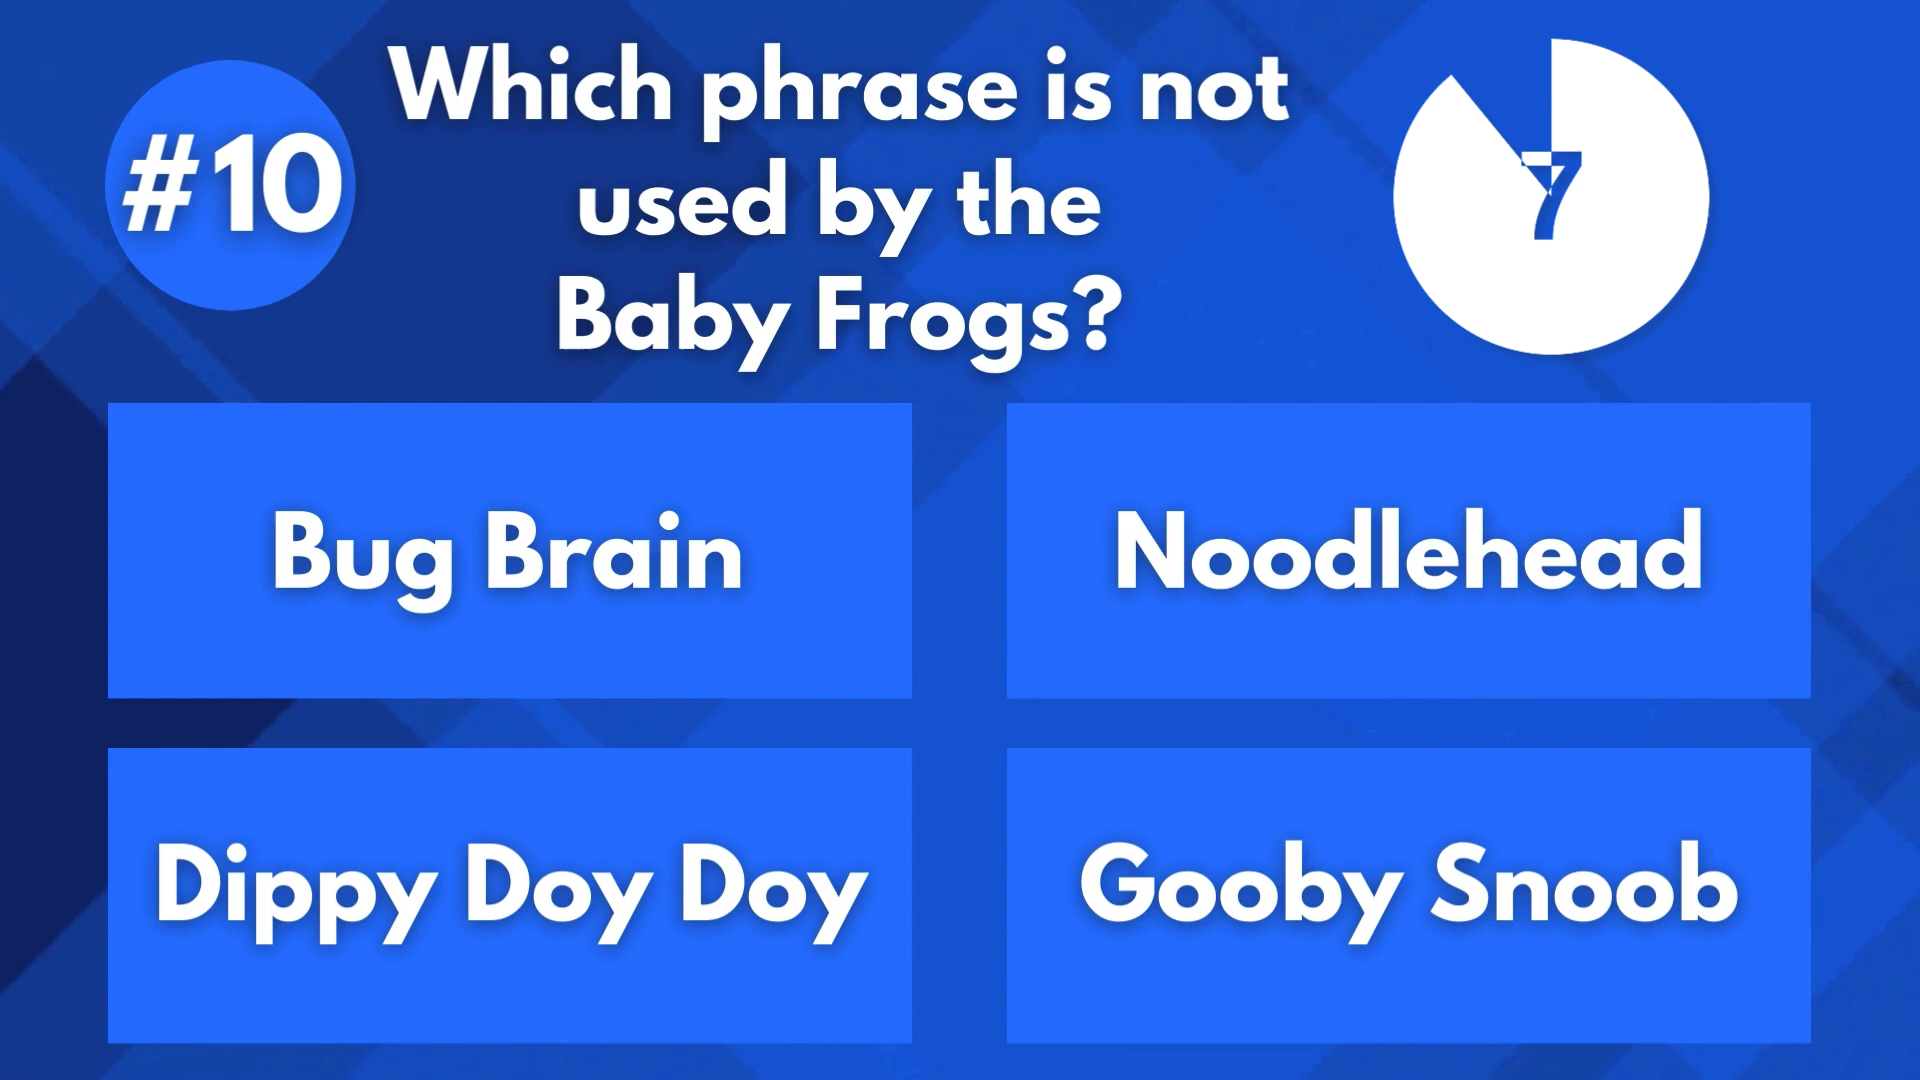 #10
Which phrase is not
used by the
Baby Frogs?
7
Bug Brain
Noodlehead
Dippy Doy Doy
Gooby Snoob